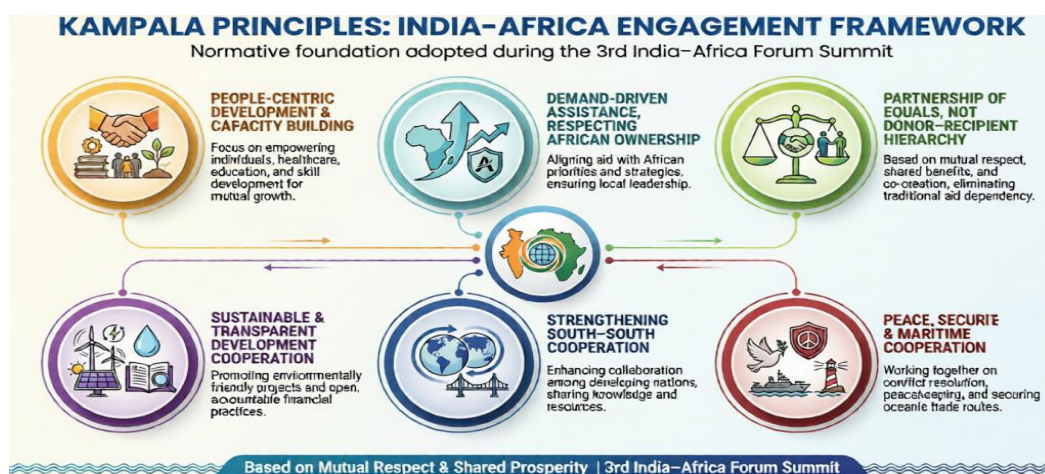 KAMPALA PRINCIPLES: INDIA–AFRICA ENGAGEMENT FRAMEWORK
Normative foundation adopted during the 3rd India–Africa Forum Summit
PEOPLE-CENTRIC
DEVELOPMENT &
CAFACITY BUILDING
Focus on empowering
individuals, healthcare,
education, and skill
development for
mutual growth.
DEMAND-DRIVEN
ASSISTANCE,
RESPECTING
AFRICAN OWNERSHIP
Aligning aid with African
priorities and strategies,
ensuring local leadership.
PARTNERSHIP OF
EQUALS, NOT
DONOR–RECIPIENT
HIERARCHY
Based on mutual respect,
shared benefits, and
co-creation, eliminating
traditional aid dependency.
SUSTAINABLE &
TRANSPARENT
DEVELOPMENT
COOPERATION
Promoting environmentally
friendly projects and open,
accountable financial
practices.
STRENGTHENING
SOUTH–SOUTH
COOPERATION
Enhancing collaboration
among developing nations,
sharing knowledge and
resources.
PEACE, SECURITE
& MARITIME
COOPERATION
Working together on
conflict resolution,
peacekeeping, and securing
oceanic trade routes.
Based on Mutual Respect & Shared Prosperity | 3rd India–Africa Forum Summit